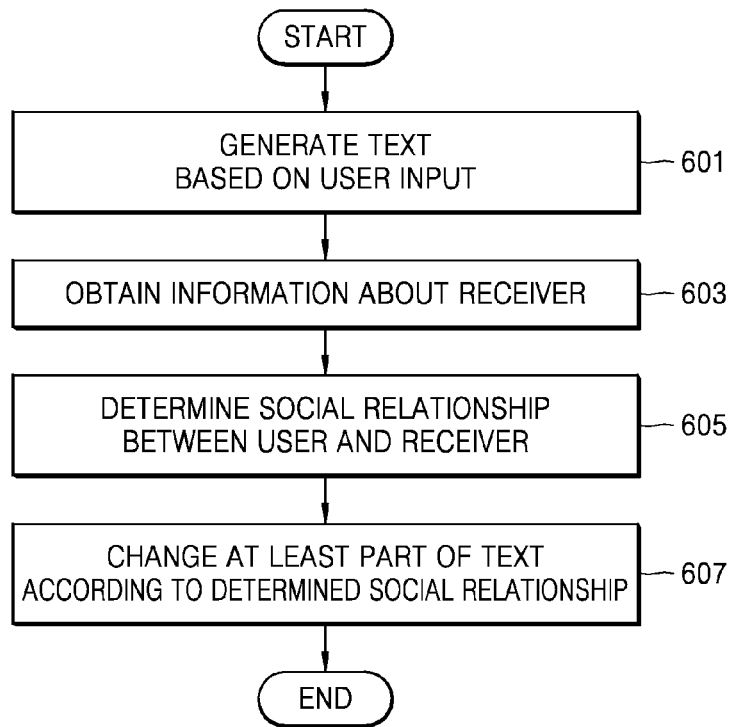 START
GENERATE TEXT
BASED ON USER INPUT
601
OBTAIN INFORMATION ABOUT RECEIVER
603
DETERMINE SOCIAL RELATIONSHIP
BETWEEN USER AND RECEIVER
605
CHANGE AT LEAST PART OF TEXT
ACCORDING TO DETERMINED SOCIAL RELATIONSHIP
607
END